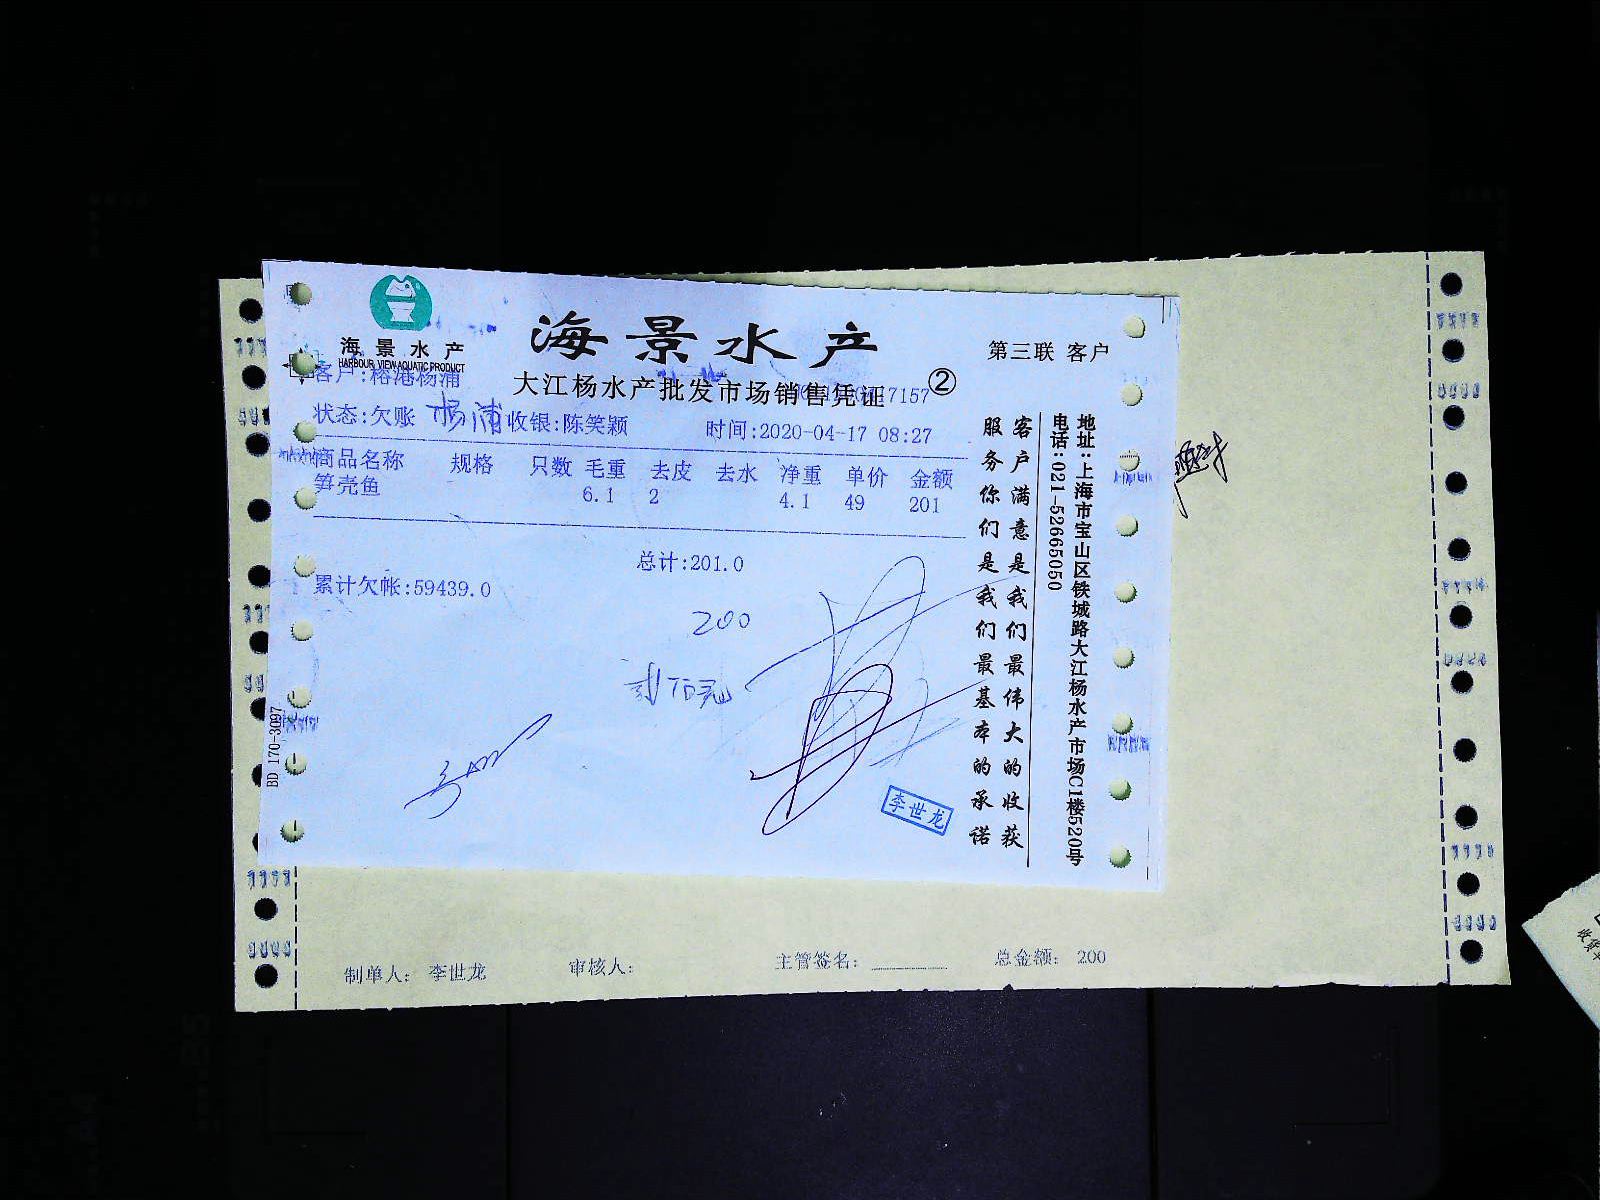 海景水产
HARBOUR VIEW AQUATIC PRODUCT
海景水产
第三联 客户
大江杨水产批发市场销售凭证
②
客户:榕港杨浦
7157
状态:欠账 杨浦 收银:陈笑颖 时间:2020-04-17 08:27
商品名称 规格 只数 毛重 去皮 去水 净重 单价 金额
笋壳鱼 6.1 2 4.1 49 201
总计:201.0
累计欠帐:59439.0
200
李世龙
BD 170-3097
客户满意是我们最伟大的收获
服务你们是我们最基本的承诺
地址:上海市宝山区铁城路大江杨水产市场C1楼520号
电话:021-52665050
制单人: 李世龙 审核人: 主管签名: 总金额: 200